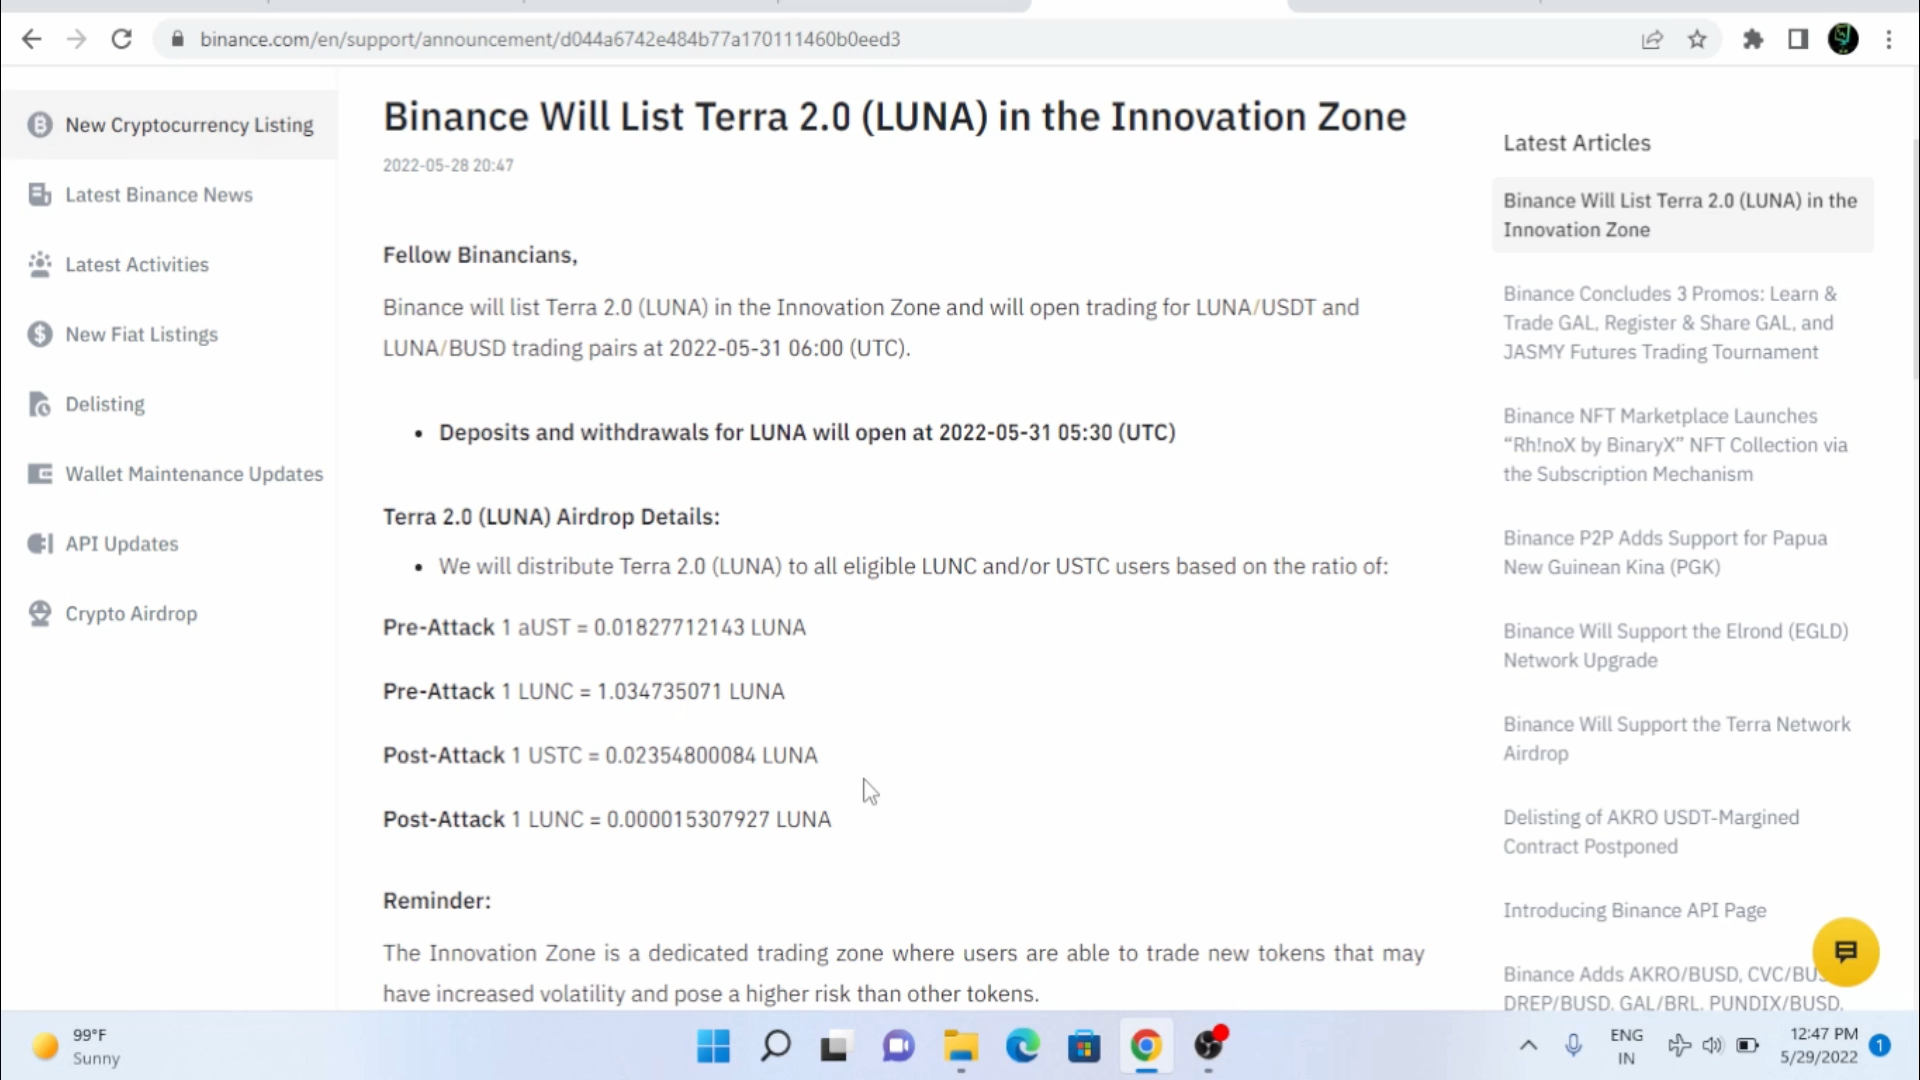 binance.com/en/support/announcement/d044a6742e484b77a170111460b0eed3
New Cryptocurrency Listing
Latest Binance News
Latest Activities
New Fiat Listings
Delisting
Wallet Maintenance Updates
API Updates
Crypto Airdrop
Binance Will List Terra 2.0 (LUNA) in the Innovation Zone
2022-05-28 20:47
Fellow Binancians,
Binance will list Terra 2.0 (LUNA) in the Innovation Zone and will open trading for LUNA/USDT and
LUNA/BUSD trading pairs at 2022-05-31 06:00 (UTC).
• Deposits and withdrawals for LUNA will open at 2022-05-31 05:30 (UTC)
Terra 2.0 (LUNA) Airdrop Details:
• We will distribute Terra 2.0 (LUNA) to all eligible LUNC and/or USTC users based on the ratio of:
Pre-Attack 1 aUST = 0.01827712143 LUNA
Pre-Attack 1 LUNC = 1.034735071 LUNA
Post-Attack 1 USTC = 0.02354800084 LUNA
Post-Attack 1 LUNC = 0.000015307927 LUNA
Reminder:
The Innovation Zone is a dedicated trading zone where users are able to trade new tokens that may
have increased volatility and pose a higher risk than other tokens.
Latest Articles
Binance Will List Terra 2.0 (LUNA) in the
Innovation Zone
Binance Concludes 3 Promos: Learn &
Trade GAL, Register & Share GAL, and
JASMY Futures Trading Tournament
Binance NFT Marketplace Launches
“Rh!noX by BinaryX” NFT Collection via
the Subscription Mechanism
Binance P2P Adds Support for Papua
New Guinean Kina (PGK)
Binance Will Support the Elrond (EGLD)
Network Upgrade
Binance Will Support the Terra Network
Airdrop
Delisting of AKRO USDT-Margined
Contract Postponed
Introducing Binance API Page
Binance Adds AKRO/BUSD, CVC/BU
DREP/BUSD, GAL/BRL, PUNDIX/BUSD,
99°F
Sunny
ENG
IN
12:47 PM
5/29/2022
1